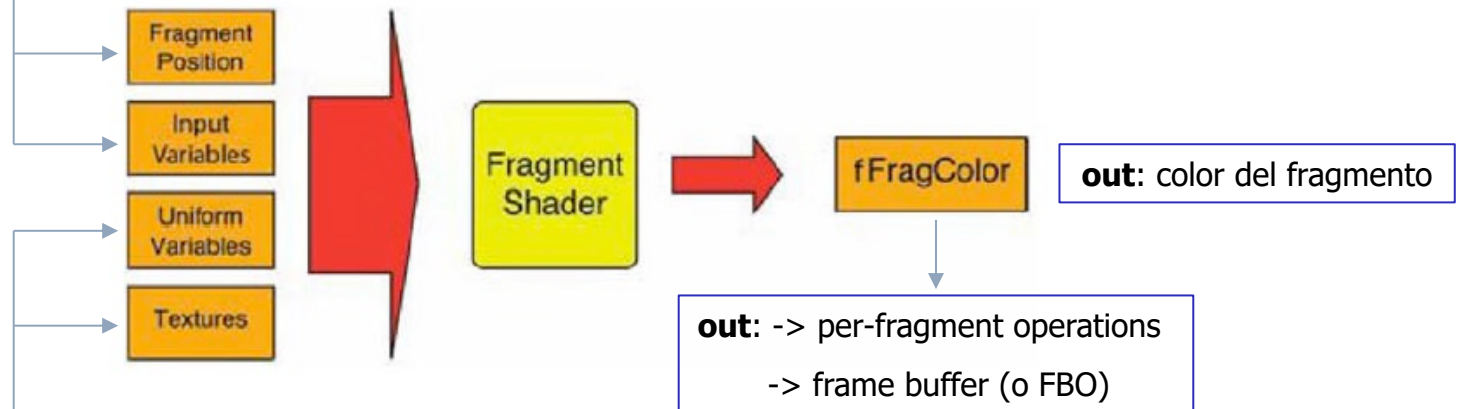 Fragment
Position
Input
Variables
Uniform
Variables
Textures
Fragment
Shader
fFragColor
out: color del fragmento
out: -> per-fragment operations
-> frame buffer (o FBO)